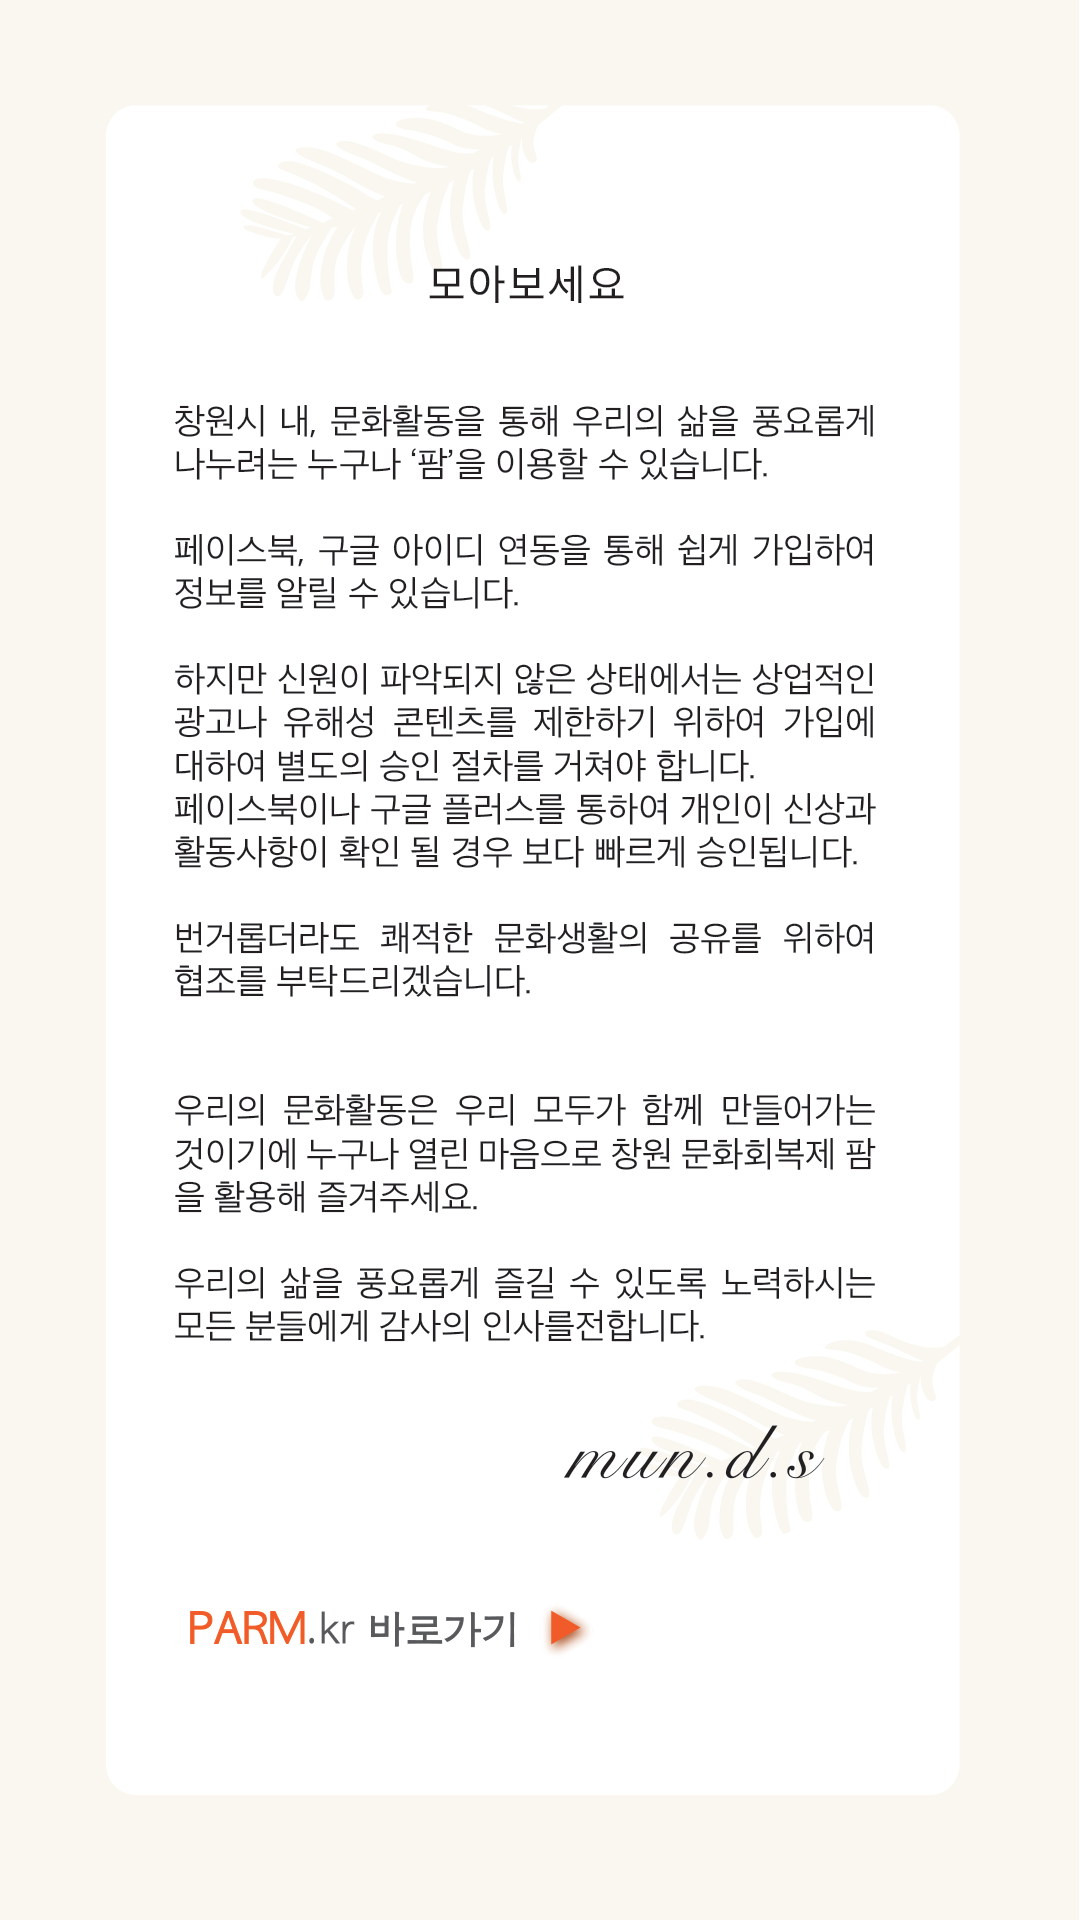 모아보세요
창원시 내, 문화활동을 통해 우리의 삶을 풍요롭게
나누려는 누구나 ‘팜’을 이용할 수 있습니다.
페이스북, 구글 아이디 연동을 통해 쉽게 가입하여
정보를 알릴 수 있습니다.
하지만 신원이 파악되지 않은 상태에서는 상업적인
광고나 유해성 콘텐츠를 제한하기 위하여 가입에
대하여 별도의 승인 절차를 거쳐야 합니다.
페이스북이나 구글 플러스를 통하여 개인이 신상과
활동사항이 확인 될 경우 보다 빠르게 승인됩니다.
번거롭더라도 쾌적한 문화생활의 공유를 위하여
협조를 부탁드리겠습니다.
우리의 문화활동은 우리 모두가 함께 만들어가는
것이기에 누구나 열린 마음으로 창원 문화회복제 팜
을 활용해 즐겨주세요.
우리의 삶을 풍요롭게 즐길 수 있도록 노력하시는
모든 분들에게 감사의 인사를전합니다.
mun.d.s
PARM.kr 바로가기